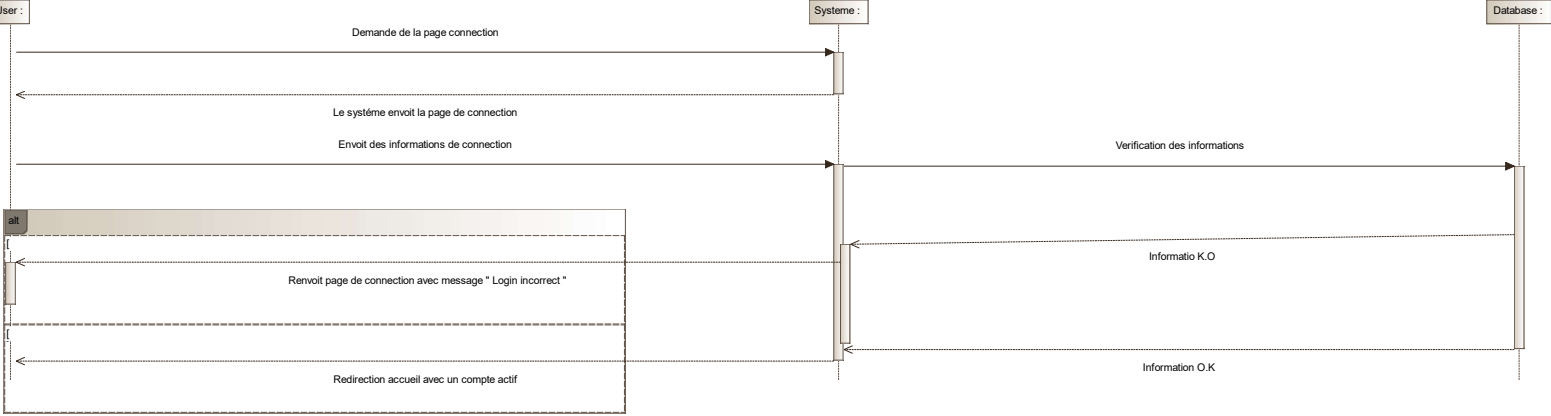 User :
Systeme :
Database :
Demande de la page connection
Le systéme envoit la page de connection
Envoit des informations de connection
Verification des informations
alt
[
Informatio K.O
Renvoit page de connection avec message " Login incorrect "
[
Information O.K
Redirection accueil avec un compte actif